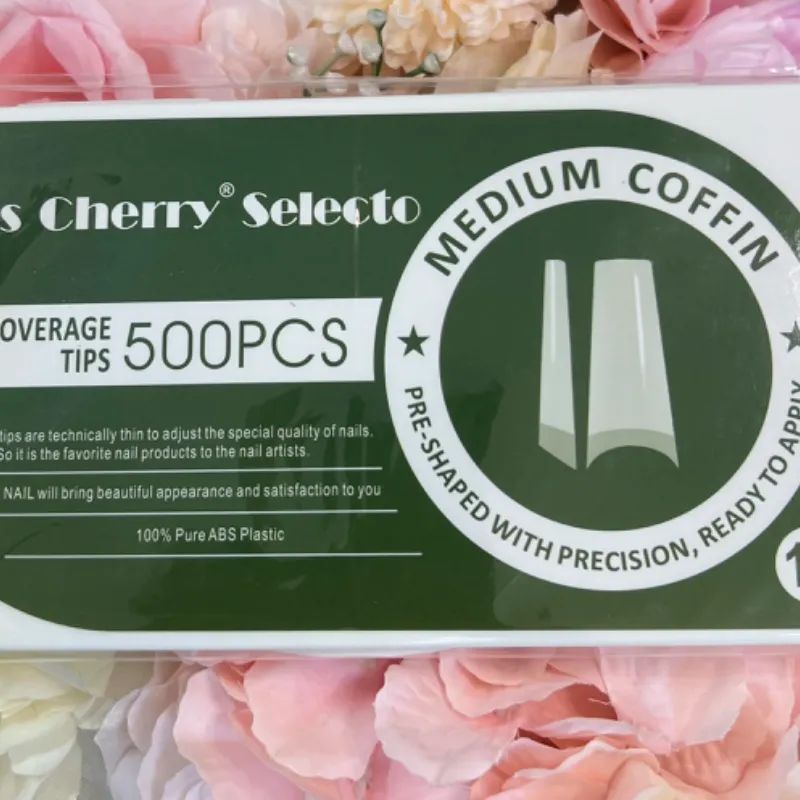 s Cherry® Selecto
OVERAGE
TIPS
500PCS
tips are technically thin to adjust the special quality of nails.
So it is the favorite nail products to the nail artists.
NAIL will bring beautiful appearance and satisfaction to you
100% Pure ABS Plastic
MEDIUM COFFIN
PRE-SHAPED WITH PRECISION, READY TO APPLY
1